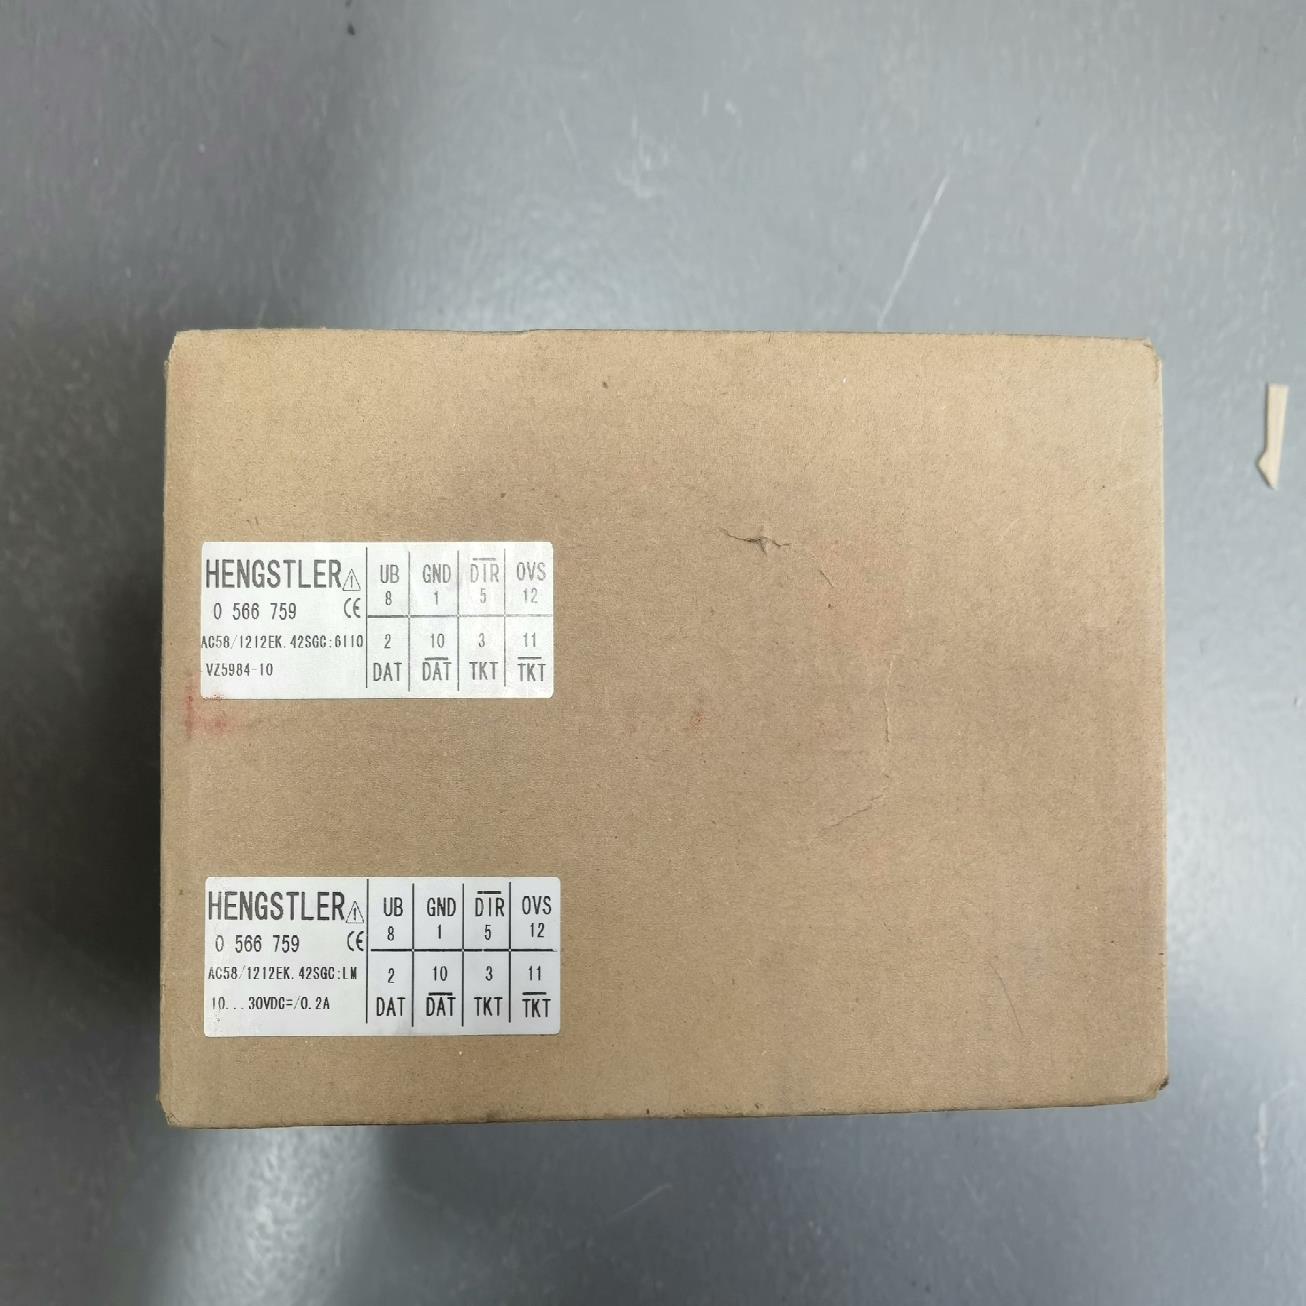 HENGSTLER
0 566 759 CE
AC58/1212EK.42SGC:6110
VZ5984-10
UB GND DIR OVS
8 1 5 12
2 10 3 11
DAT DAT TKT TKT
HENGSTLER
0 566 759 CE
AC58/1212EK.42SGC:LM
10...30VDC=/0.2A
UB GND DIR OVS
8 1 5 12
2 10 3 11
DAT DAT TKT TKT